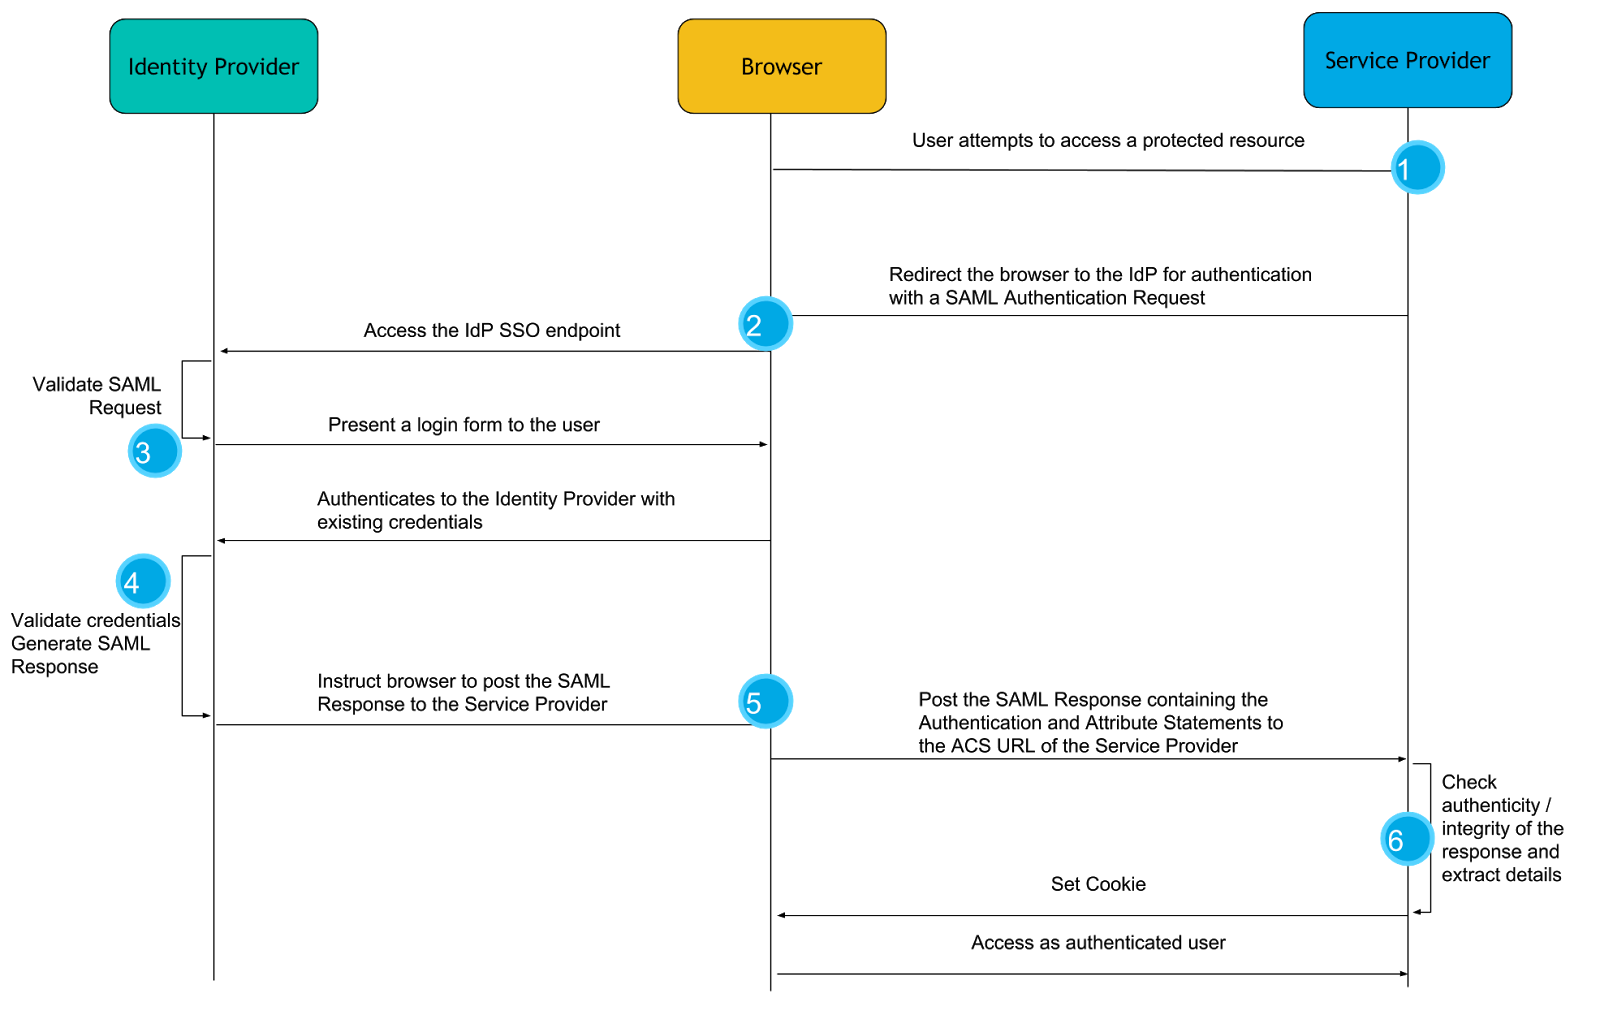 Identity Provider
Browser
Service Provider
User attempts to access a protected resource
1
Redirect the browser to the IdP for authentication
with a SAML Authentication Request
2
Access the IdP SSO endpoint
Validate SAML
Request
3
Present a login form to the user
Authenticates to the Identity Provider with
existing credentials
4
Validate credentials
Generate SAML
Response
Instruct browser to post the SAML
Response to the Service Provider
5
Post the SAML Response containing the
Authentication and Attribute Statements to
the ACS URL of the Service Provider
Check
authenticity /
integrity of the
response and
extract details
6
Set Cookie
Access as authenticated user